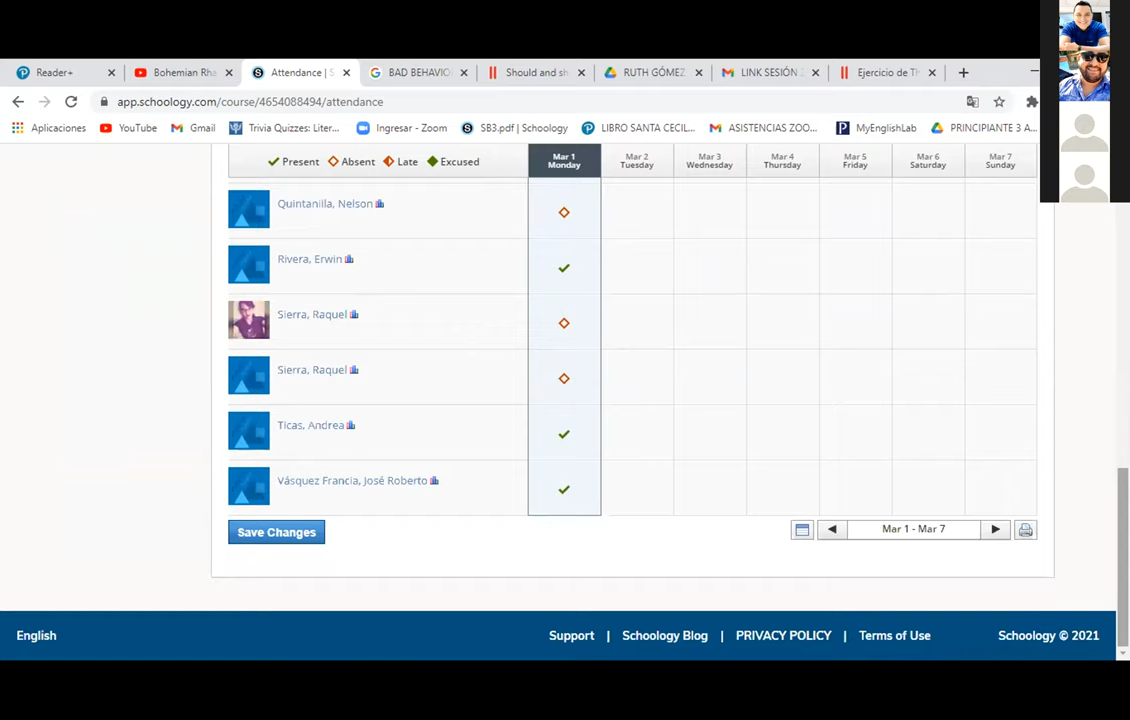 Reader+
Bohemian Rha
Attendance | S
BAD BEHAVIO
Should and sh
RUTH GÓMEZ
LINK SESIÓN 2
Ejercicio de Th
app.schoology.com/course/4654088494/attendance
Aplicaciones
YouTube
Gmail
Trivia Quizzes: Liter...
Ingresar - Zoom
SB3.pdf | Schoology
LIBRO SANTA CECIL...
ASISTENCIAS ZOO...
MyEnglishLab
PRINCIPIANTE 3 A
Present Absent Late Excused
Mar 1 Monday
Mar 2 Tuesday
Mar 3 Wednesday
Mar 4 Thursday
Mar 5 Friday
Mar 6 Saturday
Mar 7 Sunday
Quintanilla, Nelson
Rivera, Erwin
Sierra, Raquel
Sierra, Raquel
Ticas, Andrea
Vásquez Francia, José Roberto
Save Changes
Mar 1 - Mar 7
English
Support | Schoology Blog | PRIVACY POLICY | Terms of Use
Schoology © 2021